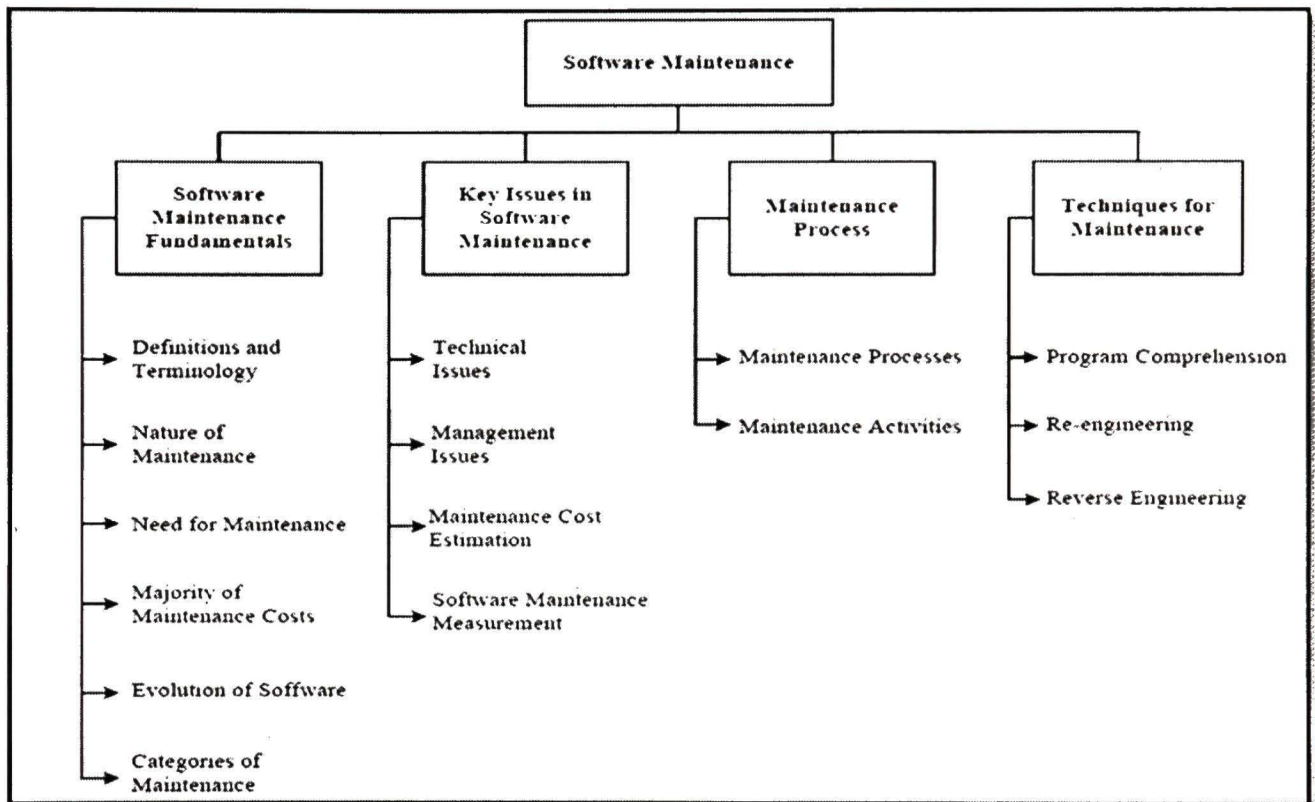 Software Maintenance
Software
Maintenance
Fundamentals
Definitions and
Terminology
Nature of
Maintenance
Need for Maintenance
Majority of
Maintenance Costs
Evolution of Soffware
Categories of
Maintenance
Key Issues in
Software
Maintenance
Technical
Issues
Management
Issues
Maintenance Cost
Estimation
Software Maintenance
Measurement
Maintenance
Process
Maintenance Processes
Maintenance Activities
Techniques for
Maintenance
Program Comprehension
Re-engineering
Reverse Engineering